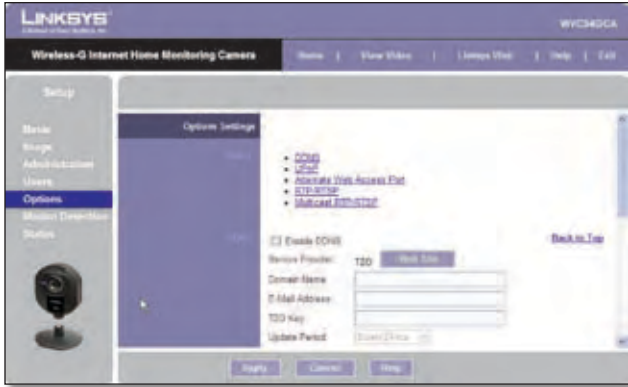 LINKSYS
WVC54GCA
Wireless-G Internet Home Monitoring Camera
Home | View Video | Linksys Web | Help | Exit
Setup
Basic
Image
Administration
Users
Options
Motion Detection
Status
Options Settings
DDNS
UPnP
Alternate Web Access Port
RTP/RTSP
Multicast RTP/RTSP
Enable DDNS
Back to Top
Service Provider: TZO Web Site
Domain Name
E-Mail Address
TZO Key
Update Period
Apply Cancel Help